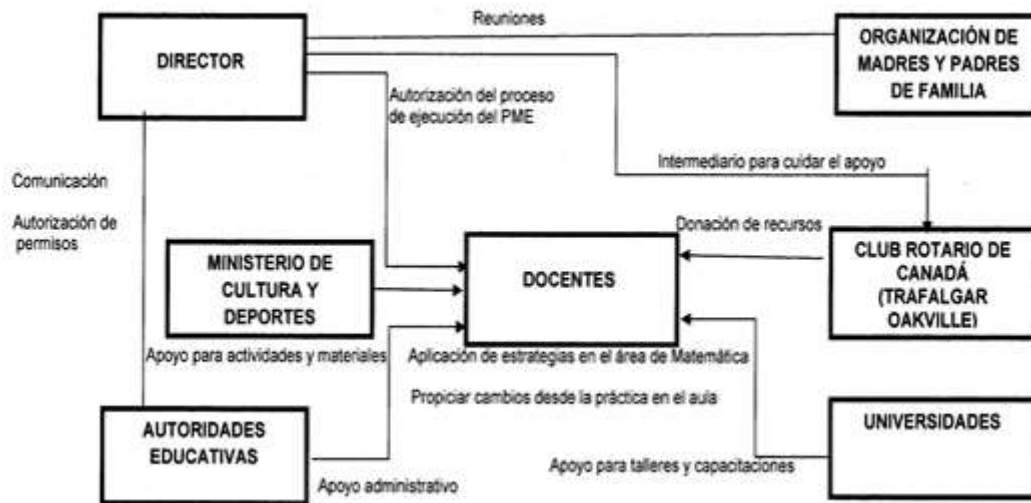 Reuniones
DIRECTOR
ORGANIZACIÓN DE
MADRES Y PADRES
DE FAMILIA
Autorización del proceso
de ejecución del PME
Intermediario para cuidar el apoyo
Comunicación
Autorización de
permisos
Donación de recursos
MINISTERIO DE
CULTURA Y
DEPORTES
DOCENTES
CLUB ROTARIO DE
CANADÁ
(TRAFALGAR
OAKVILLE)
Apoyo para actividades y materiales
Aplicación de estrategias en el área de Matemática
Propiciar cambios desde la práctica en el aula
AUTORIDADES
EDUCATIVAS
UNIVERSIDADES
Apoyo para talleres y capacitaciones
Apoyo administrativo